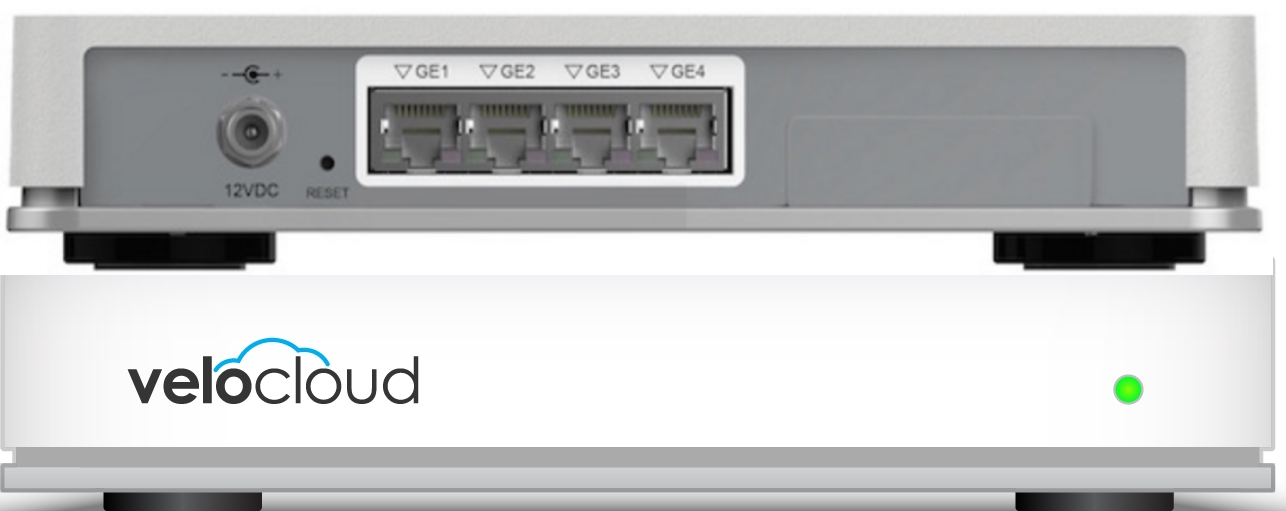 ▽ GE1 ▽ GE2 ▽ GE3 ▽ GE4
- +
12VDC RESET
velocloud